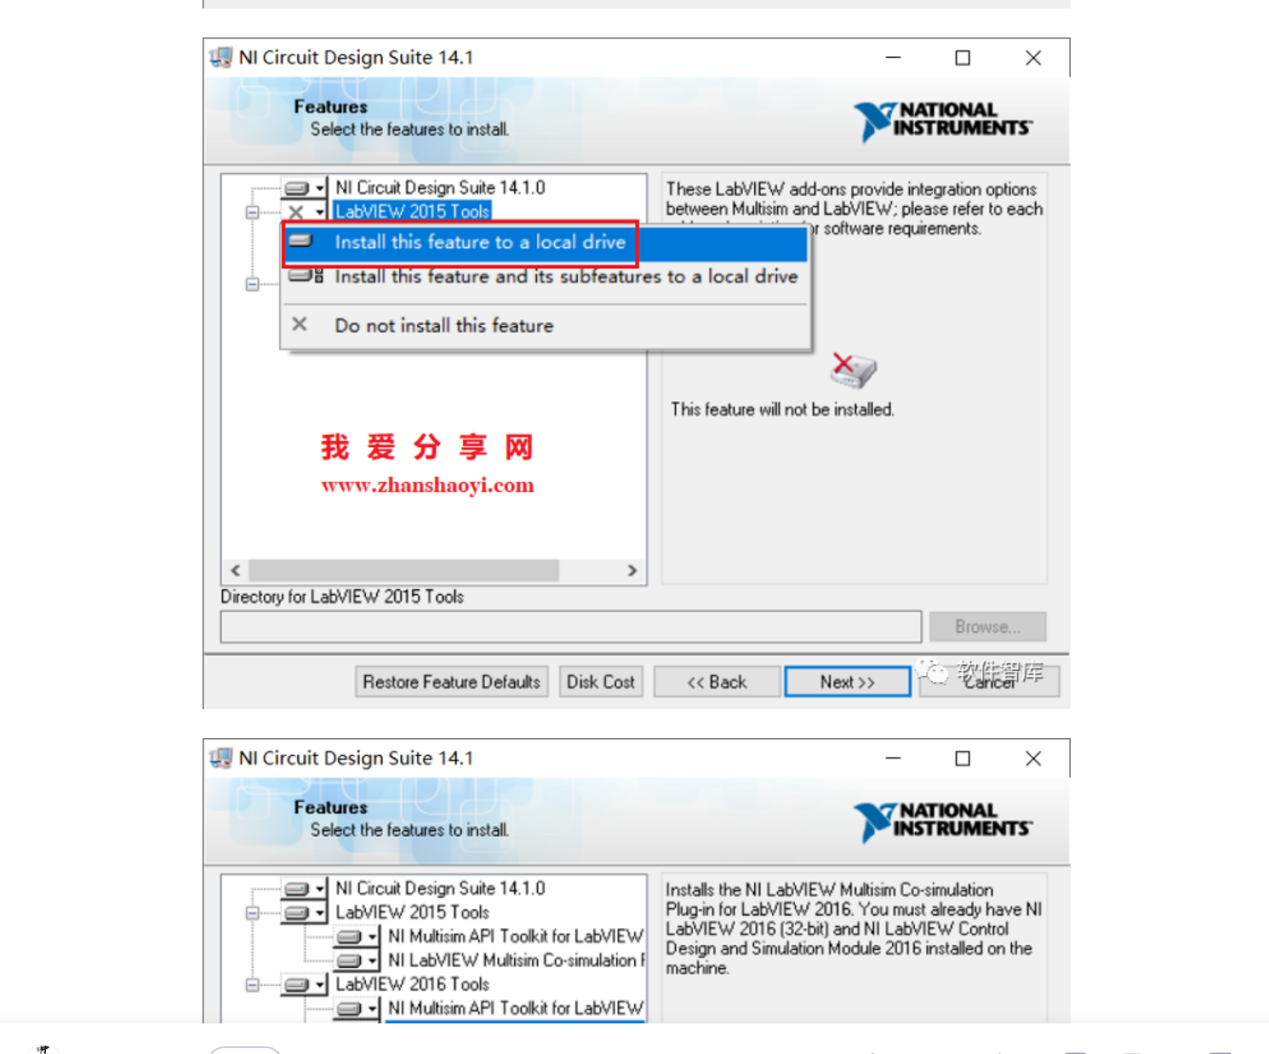 NI Circuit Design Suite 14.1
Features
Select the features to install.
NATIONAL
INSTRUMENTS
NI Circuit Design Suite 14.1.0
LabVIEW 2015 Tools
Install this feature to a local drive
Install this feature and its subfeatures to a local drive
Do not install this feature
These LabVIEW add-ons provide integration options
between Multisim and LabVIEW; please refer to each
software requirements.
This feature will not be installed.
我爱分享网
www.zhanshaoyi.com
Directory for LabVIEW 2015 Tools
Browse...
Restore Feature Defaults
Disk Cost
<< Back
Next >>
Cancel
软件智库
NI Circuit Design Suite 14.1
Features
Select the features to install.
NATIONAL
INSTRUMENTS
NI Circuit Design Suite 14.1.0
LabVIEW 2015 Tools
NI Multisim API Toolkit for LabVIEW
NI LabVIEW Multisim Co-simulation
LabVIEW 2016 Tools
NI Multisim API Toolkit for LabVIEW
Installs the NI LabVIEW Multisim Co-simulation
Plug-in for LabVIEW 2016. You must already have NI
LabVIEW 2016 (32-bit) and NI LabVIEW Control
Design and Simulation Module 2016 installed on the
machine.